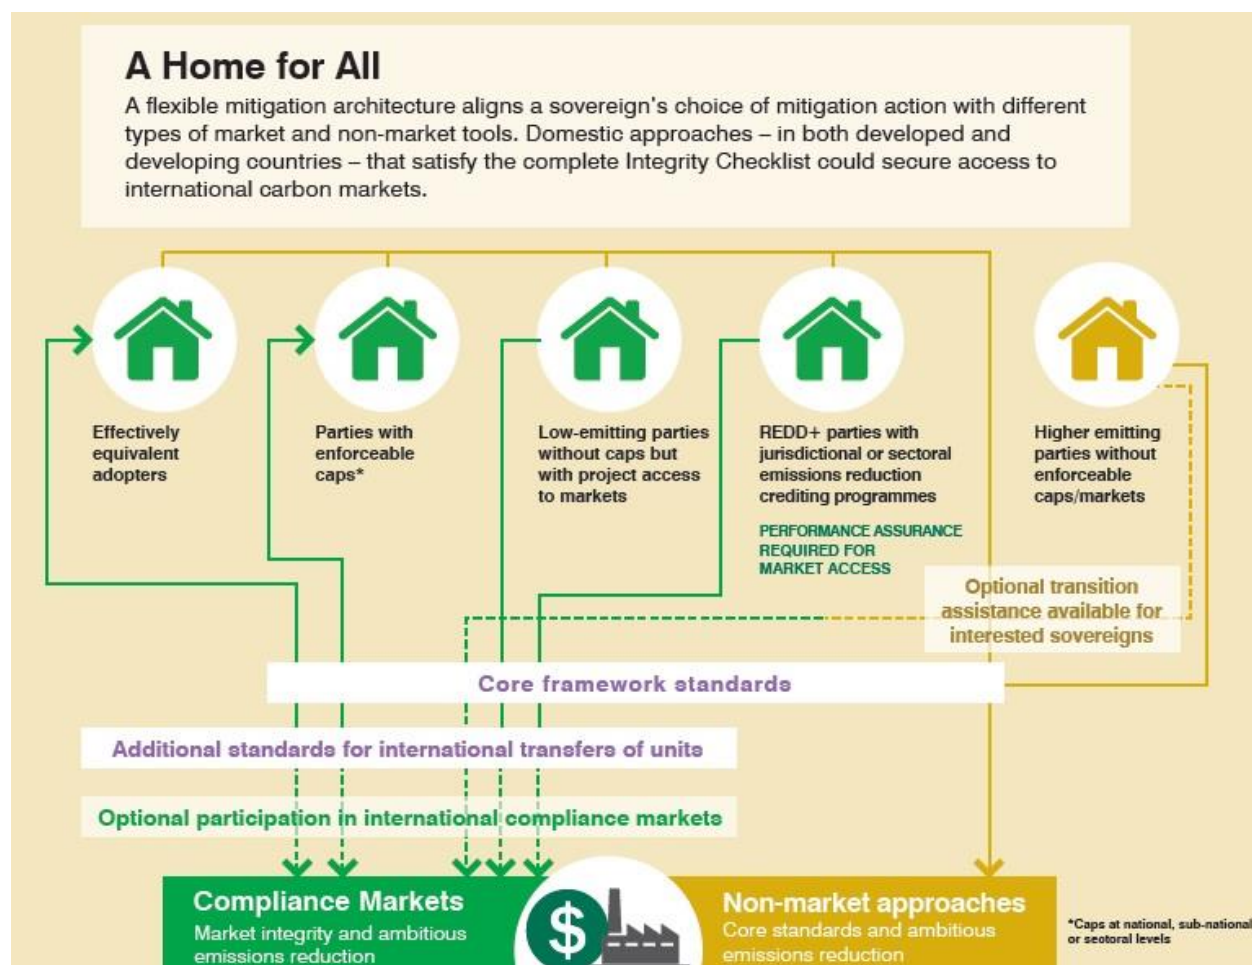 A Home for All
A flexible mitigation architecture aligns a sovereign's choice of mitigation action with different
types of market and non-market tools. Domestic approaches – in both developed and
developing countries – that satisfy the complete Integrity Checklist could secure access to
international carbon markets.
Effectively
equivalent
adopters
Parties with
enforceable
caps*
Low-emitting parties
without caps but
with project access
to markets
REDD+ parties with
jurisdictional or sectoral
emissions reduction
crediting programmes
PERFORMANCE ASSURANCE
REQUIRED FOR
MARKET ACCESS
Higher emitting
parties without
enforceable
caps/markets
Optional transition
assistance available for
interested sovereigns
Core framework standards
Additional standards for international transfers of units
Optional participation in international compliance markets
Compliance Markets
Market integrity and ambitious
emissions reduction
$
Non-market approaches
Core standards and ambitious
emissions reduction
*Caps at national, sub-national
or sectoral levels